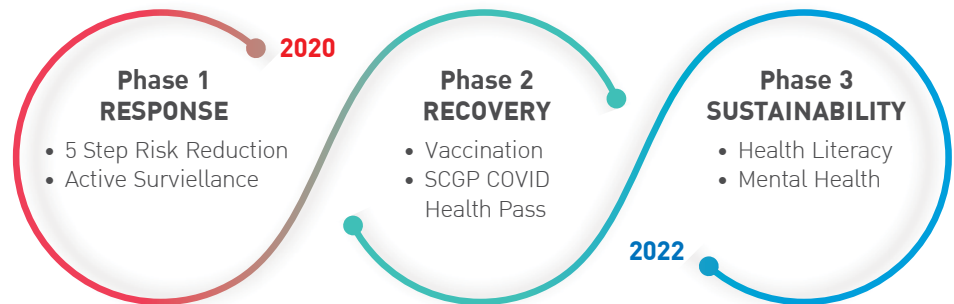 2020
Phase 1
RESPONSE
• 5 Step Risk Reduction
• Active Surviellance
Phase 2
RECOVERY
• Vaccination
• SCGP COVID
Health Pass
Phase 3
SUSTAINABILITY
• Health Literacy
• Mental Health
2022